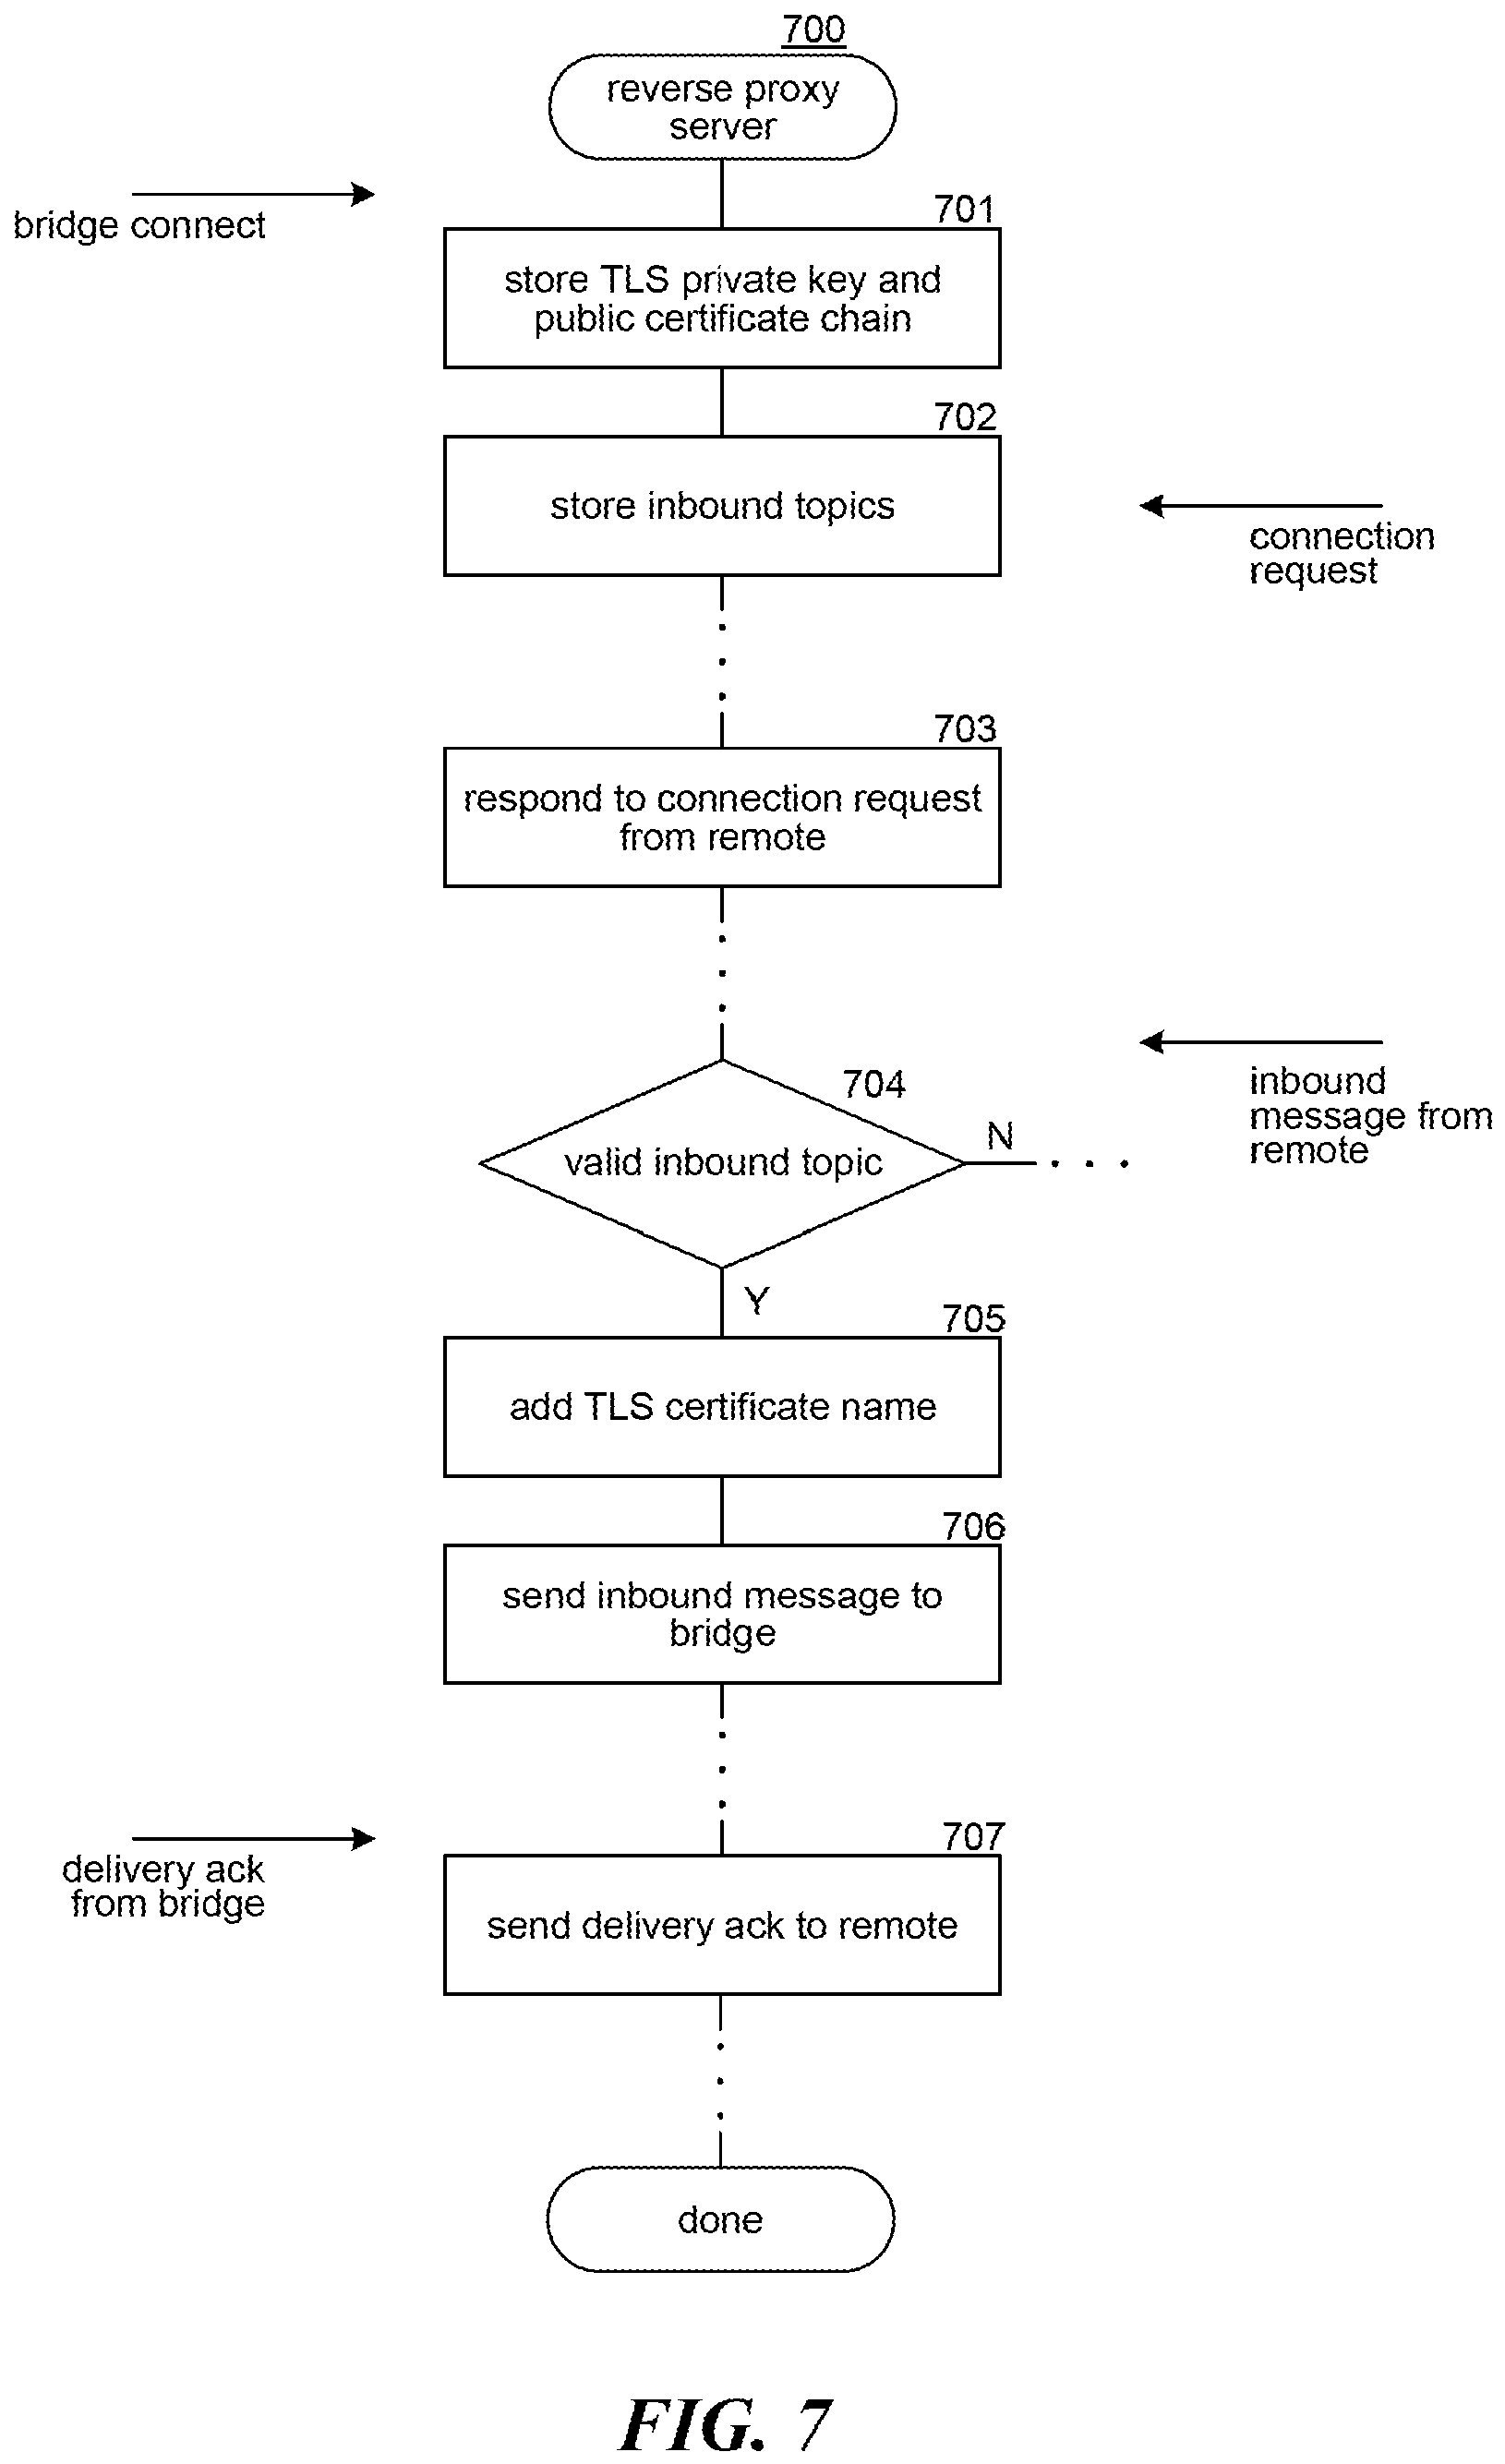 700
reverse proxy
server
bridge connect
701
store TLS private key and
public certificate chain
702
store inbound topics
connection
request
703
respond to connection request
from remote
704
valid inbound topic
N
inbound
message from
remote
Y
705
add TLS certificate name
706
send inbound message to
bridge
delivery ack
from bridge
707
send delivery ack to remote
done
FIG. 7